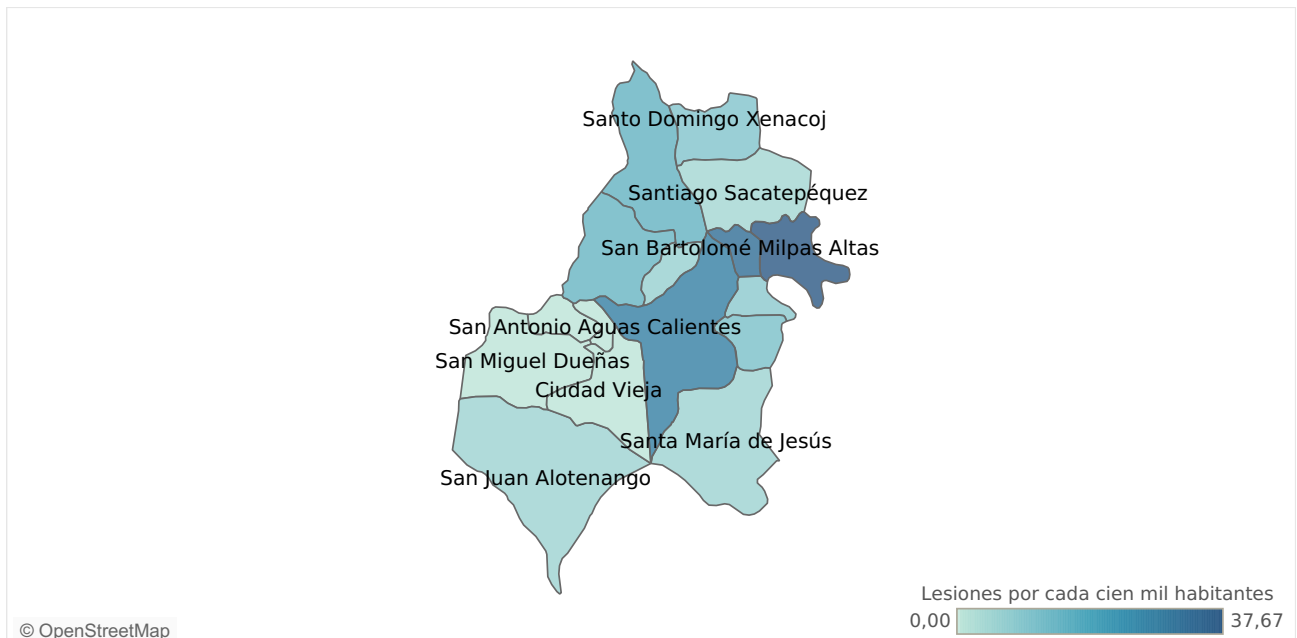 Santo Domingo Xenacoj
Santiago Sacatepéquez
San Bartolomé Milpas Altas
San Antonio Aguas Calientes
San Miguel Dueñas
Ciudad Vieja
Santa María de Jesús
San Juan Alotenango
Lesiones por cada cien mil habitantes
0,00 37,67
© OpenStreetMap